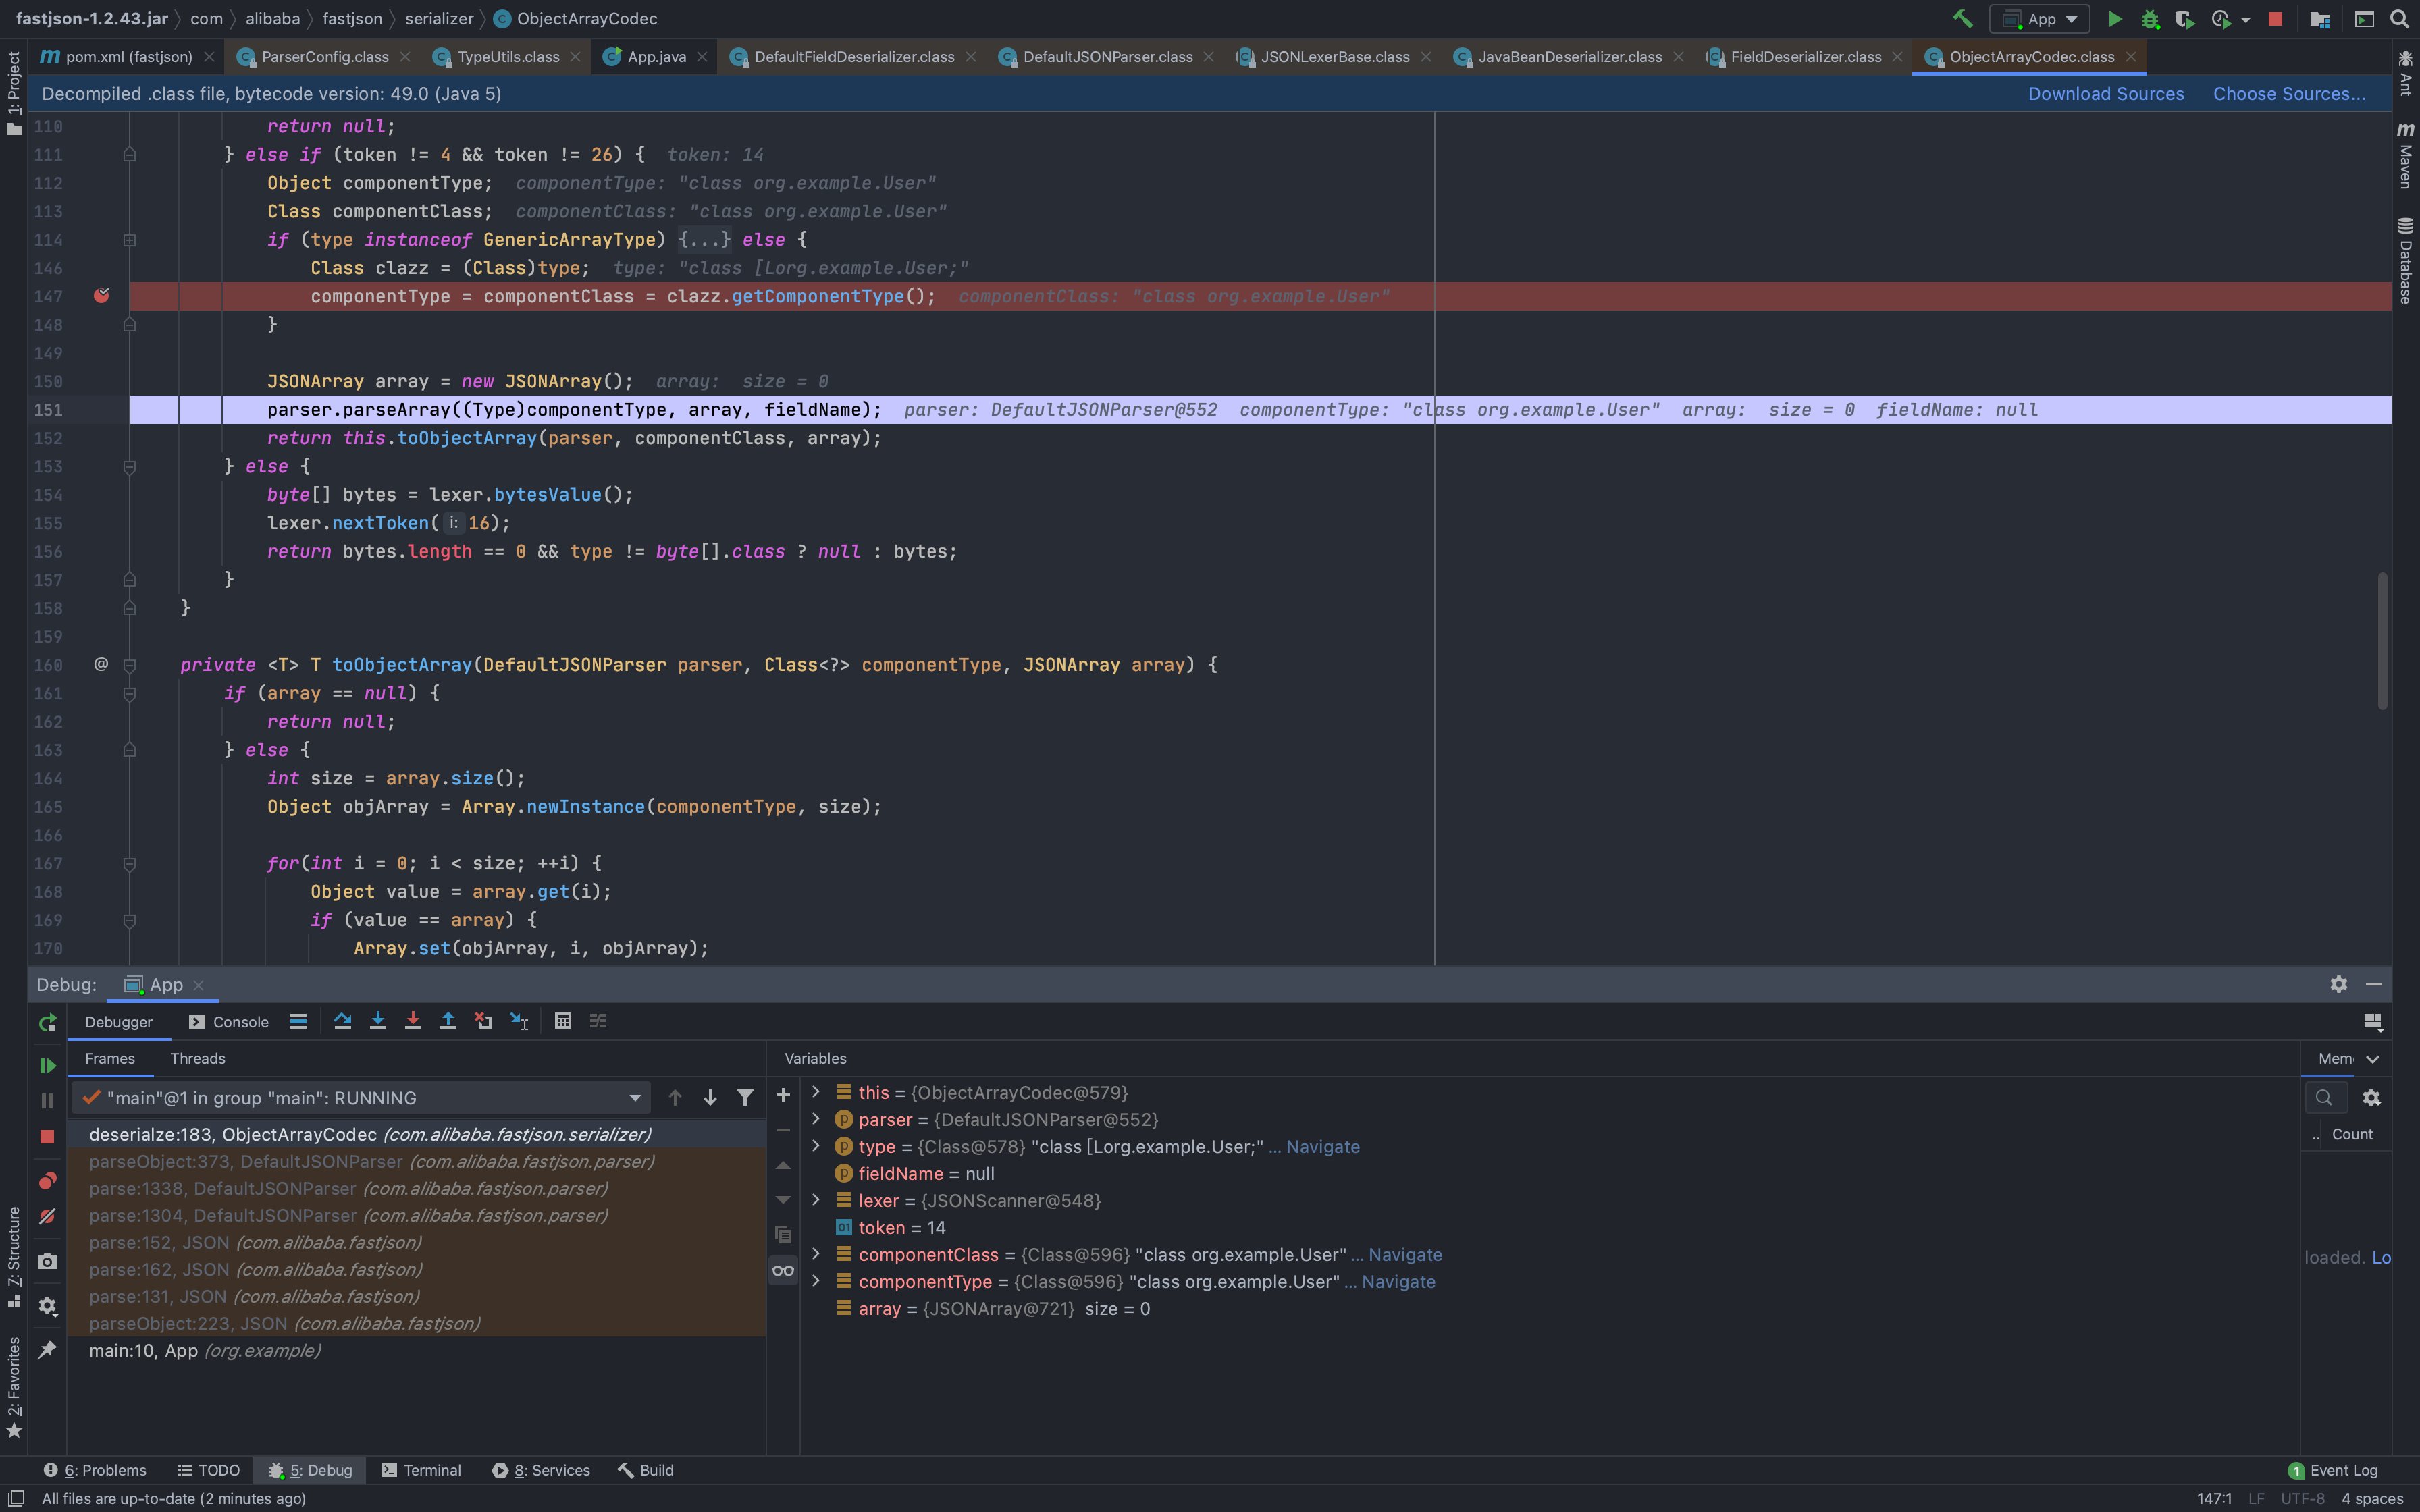 fastjson-1.2.43.jar com alibaba fastjson serializer ObjectArrayCodec App
pom.xml (fastjson) ParserConfig.class TypeUtils.class App.java DefaultFieldDeserializer.class DefaultJSONParser.class JSONLexerBase.class JavaBeanDeserializer.class FieldDeserializer.class ObjectArrayCodec.class
Decompiled .class file, bytecode version: 49.0 (Java 5) Download Sources Choose Sources...
1: Project
Ant
Maven
Database
110 return null;
111 } else if (token != 4 && token != 26) { token: 14
112 Object componentType; componentType: "class org.example.User"
113 Class componentClass; componentClass: "class org.example.User"
114 if (type instanceof GenericArrayType) {...} else {
146 Class clazz = (Class)type; type: "class [Lorg.example.User;"
147 componentType = componentClass = clazz.getComponentType(); componentClass: "class org.example.User"
148 }
149
150 JSONArray array = new JSONArray(); array: size = 0
151 parser.parseArray((Type)componentType, array, fieldName); parser: DefaultJSONParser@552 componentType: "class org.example.User" array: size = 0 fieldName: null
152 return this.toObjectArray(parser, componentClass, array);
153 } else {
154 byte[] bytes = lexer.bytesValue();
155 lexer.nextToken( i: 16);
156 return bytes.length == 0 && type != byte[].class ? null : bytes;
157 }
158 }
159
160 @ private <T> T toObjectArray(DefaultJSONParser parser, Class<?> componentType, JSONArray array) {
161 if (array == null) {
162 return null;
163 } else {
164 int size = array.size();
165 Object objArray = Array.newInstance(componentType, size);
166
167 for(int i = 0; i < size; ++i) {
168 Object value = array.get(i);
169 if (value == array) {
170 Array.set(objArray, i, objArray);
Debug: App
Debugger Console
Frames Threads
Variables
Mem
"main"@1 in group "main": RUNNING
deserialze:183, ObjectArrayCodec (com.alibaba.fastjson.serializer)
parseObject:373, DefaultJSONParser (com.alibaba.fastjson.parser)
parse:1338, DefaultJSONParser (com.alibaba.fastjson.parser)
parse:1304, DefaultJSONParser (com.alibaba.fastjson.parser)
parse:152, JSON (com.alibaba.fastjson)
parse:162, JSON (com.alibaba.fastjson)
parse:131, JSON (com.alibaba.fastjson)
parseObject:223, JSON (com.alibaba.fastjson)
main:10, App (org.example)
this = {ObjectArrayCodec@579}
parser = {DefaultJSONParser@552}
type = {Class@578} "class [Lorg.example.User;" ... Navigate
fieldName = null
lexer = {JSONScanner@548}
token = 14
componentClass = {Class@596} "class org.example.User" ... Navigate
componentType = {Class@596} "class org.example.User" ... Navigate
array = {JSONArray@721} size = 0
.. Count
loaded. Lo
7: Structure
2: Favorites
6: Problems TODO 5: Debug Terminal 8: Services Build 1 Event Log
All files are up-to-date (2 minutes ago) 147:1 LF UTF-8 4 spaces